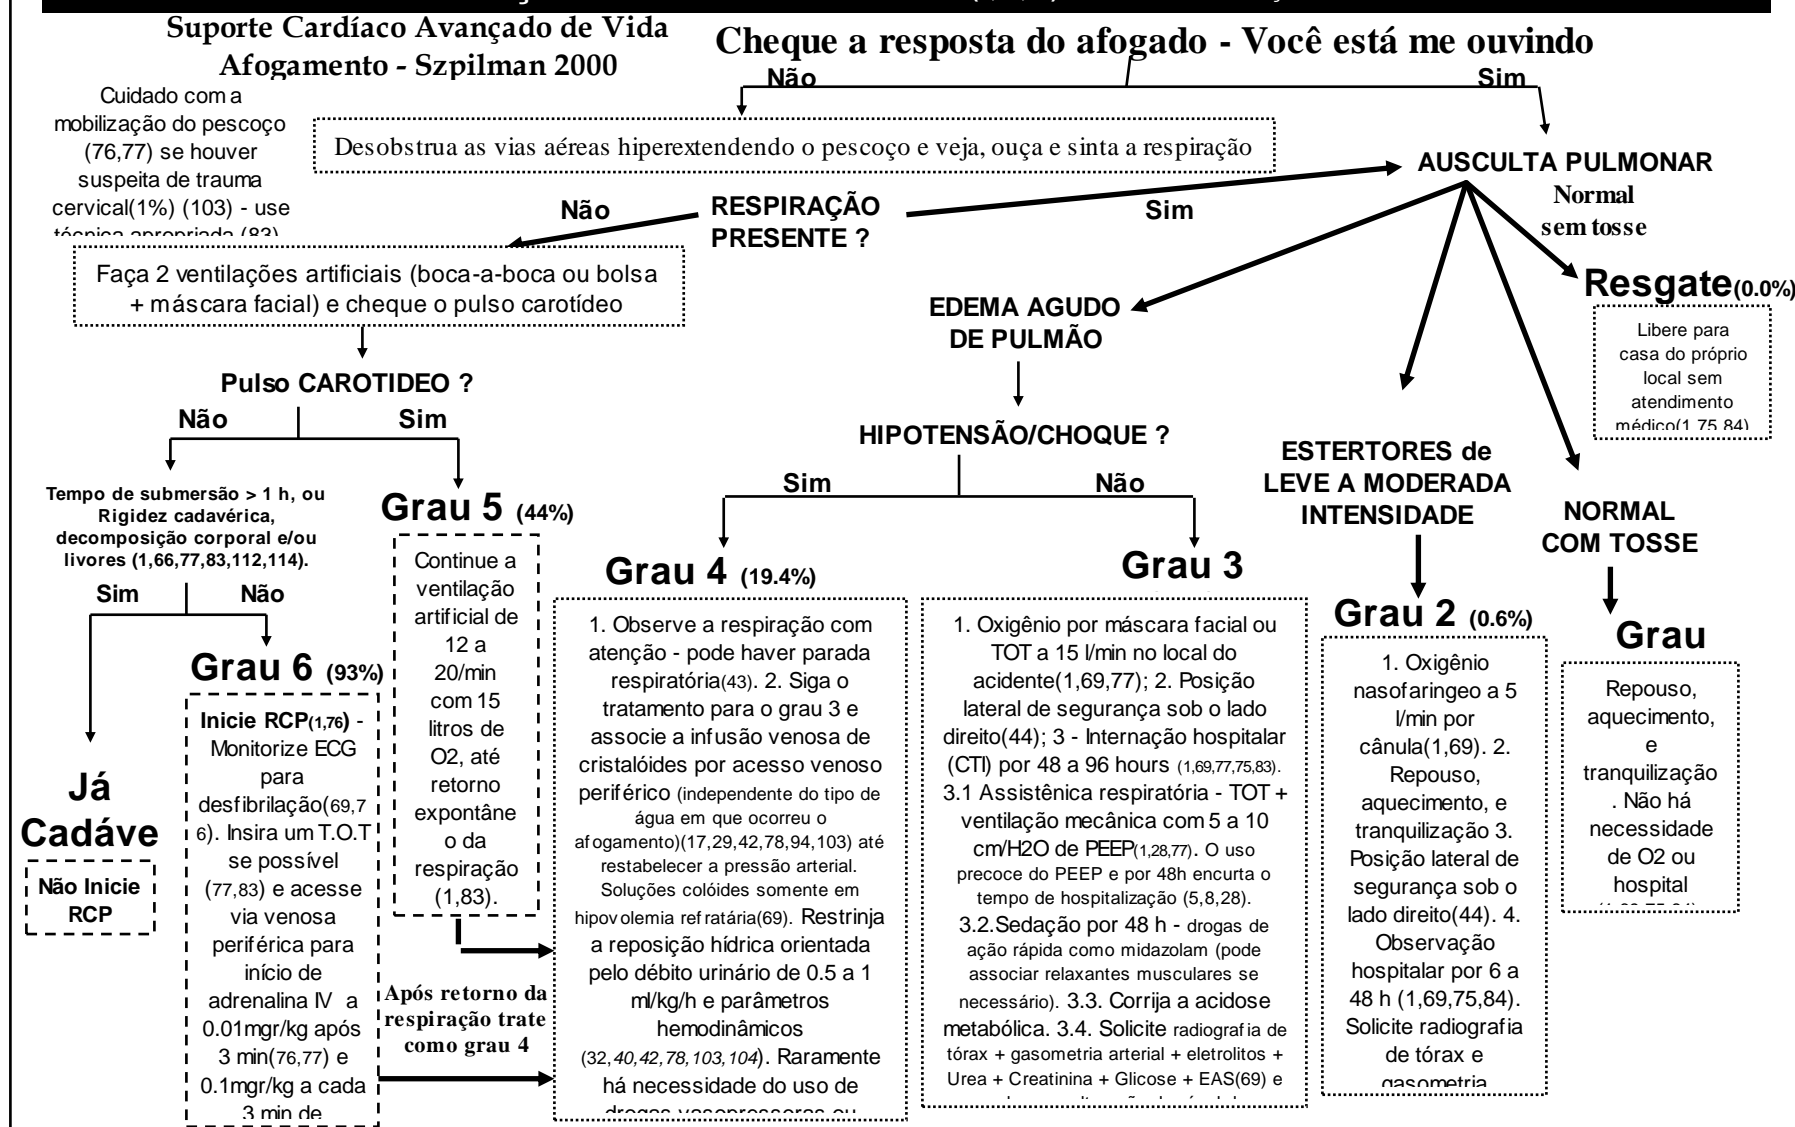 Suporte Cardíaco Avançado de Vida
Afogamento - Szpilman 2000
Cheque a resposta do afogado - Você está me ouvindo
Não
Sim
Cuidado com a
mobilização do pescoço
(76,77) se houver
suspeita de trauma
cervical(1%) (103) - use
técnica apropriada (83)
Desobstrua as vias aéreas hiperextendendo o pescoço e veja, ouça e sinta a respiração
AUSCULTA PULMONAR
Normal
sem tosse
Não
RESPIRAÇÃO
PRESENTE ?
Sim
Faça 2 ventilações artificiais (boca-a-boca ou bolsa
+ máscara facial) e cheque o pulso carotídeo
EDEMA AGUDO
DE PULMÃO
Resgate(0.0%)
Libere para
casa do próprio
local sem
atendimento
médico(1,75,84)
Pulso CAROTIDEO ?
Não
Sim
HIPOTENSÃO/CHOQUE ?
Sim
Não
ESTERTORES de
LEVE A MODERADA
INTENSIDADE
NORMAL
COM TOSSE
Tempo de submersão > 1 h, ou
Rigidez cadavérica,
decomposição corporal e/ou
livores (1,66,77,83,112,114).
Sim
Não
Grau 5 (44%)
Continue a
ventilação
artificial de
12 a
20/min
com 15
litros de
O2, até
retorno
expontâne
o da
respiração
(1,83).
Grau 6 (93%)
Inicie RCP(1,76) -
Monitorize ECG
para
desfibrilação(69,7
6). Insira um T.O.T
se possível
(77,83) e acesse
via venosa
periférica para
início de
adrenalina IV a
0.01mgr/kg após
3 min(76,77) e
0.1mgr/kg a cada
3 min de
Já
Cadáve
Não Inicie
RCP
Após retorno da
respiração trate
como grau 4
Grau 4 (19.4%)
1. Observe a respiração com
atenção - pode haver parada
respiratória(43). 2. Siga o
tratamento para o grau 3 e
associe a infusão venosa de
cristalóides por acesso venoso
periférico (independente do tipo de
água em que ocorreu o
afogamento)(17,29,42,78,94,103) até
restabelecer a pressão arterial.
Soluções colóides somente em
hipovolemia refratária(69). Restrinja
a reposição hídrica orientada
pelo débito urinário de 0.5 a 1
ml/kg/h e parâmetros
hemodinâmicos
(32,40,42,78,103,104). Raramente
há necessidade do uso de
drogas vasopressoras ou
Grau 3
1. Oxigênio por máscara facial ou
TOT a 15 l/min no local do
acidente(1,69,77); 2. Posição
lateral de segurança sob o lado
direito(44); 3 - Internação hospitalar
(CTI) por 48 a 96 hours (1,69,77,75,83).
3.1 Assistênica respiratória - TOT +
ventilação mecânica com 5 a 10
cm/H2O de PEEP(1,28,77). O uso
precoce do PEEP e por 48h encurta o
tempo de hospitalização (5,8,28).
3.2.Sedação por 48 h - drogas de
ação rápida como midazolam (pode
associar relaxantes musculares se
necessário). 3.3. Corrija a acidose
metabólica. 3.4. Solicite radiografia de
tórax + gasometria arterial + eletrolitos +
Urea + Creatinina + Glicose + EAS(69) e
Grau 2 (0.6%)
1. Oxigênio
nasofaringeo a 5
l/min por
cânula(1,69). 2.
Repouso,
aquecimento, e
tranquilização 3.
Posição lateral de
segurança sob o
lado direito(44). 4.
Observação
hospitalar por 6 a
48 h (1,69,75,84).
Solicite radiografia
de tórax e
gasometria
Grau
Repouso,
aquecimento,
e
tranquilização
. Não há
necessidade
de O2 ou
hospital